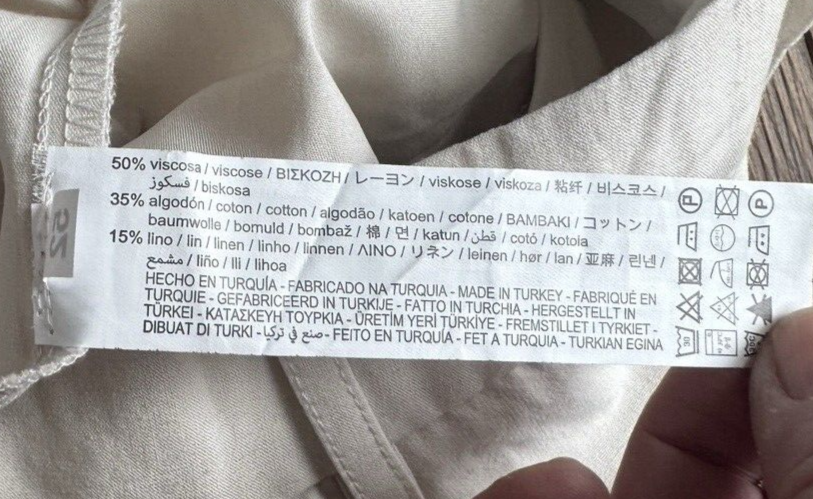 50% viscosa / viscose / ΒΙΣΚΟΖΗ / レーヨン / viskose / viskoza / 粘纤 / 비스코스 /
فسكوز / biskosa
35% algodón / coton / cotton / algodão / katoen / cotone / BAMBAKI / コットン /
baumwolle / bomuld / bombaž / 棉 / 면 / katun / قطن / cotó / kotoia
15% lino / lin / linen / linho / linnen / ΛΙΝΟ / リネン / leinen / hør / lan / 亚麻 / 린넨 /
مشمع / liño / lli / lihoa
HECHO EN TURQUÍA - FABRICADO NA TURQUIA - MADE IN TURKEY - FABRIQUÉ EN
TURQUIE - GEFABRICEERD IN TURKIJE - FATTO IN TURCHIA - HERGESTELLT IN
TÜRKEI - ΚΑΤΑΣΚΕΥΗ ΤΟΥΡΚΙΑ - ÜRETİM YERİ TÜRKİYE - FREMSTILLET I TYRKIET -
DIBUAT DI TURKI - صنع في تركيا - FEITO EN TURQUÍA - FET A TURQUIA - TURKIAN EGINA
P P